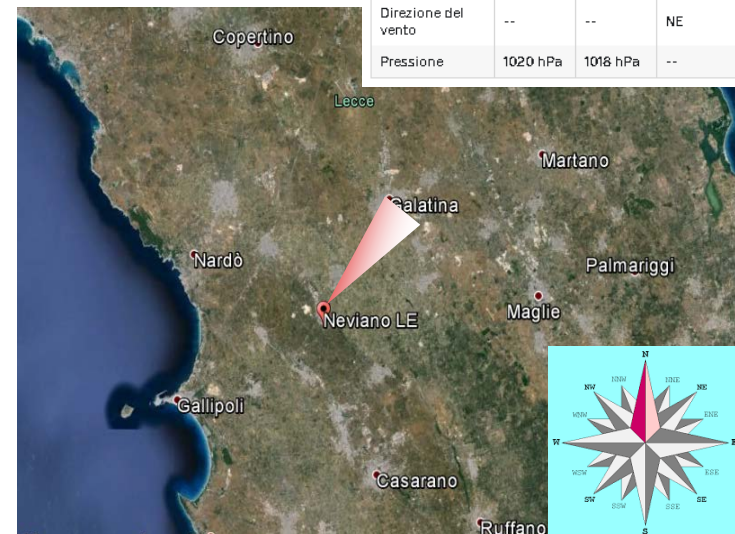 Direzione del
vento
--
--
NE
Pressione
1020 hPa
1018 hPa
--
Copertino
Lecce
Martano
Galatina
Nardò
Palmariggi
Neviano LE
Maglie
Gallipoli
Casarano
Ruffano
N
NNW
NNE
NW
NE
WNW
ENE
W
E
WSW
ESE
SW
SE
SSW
SSE
S